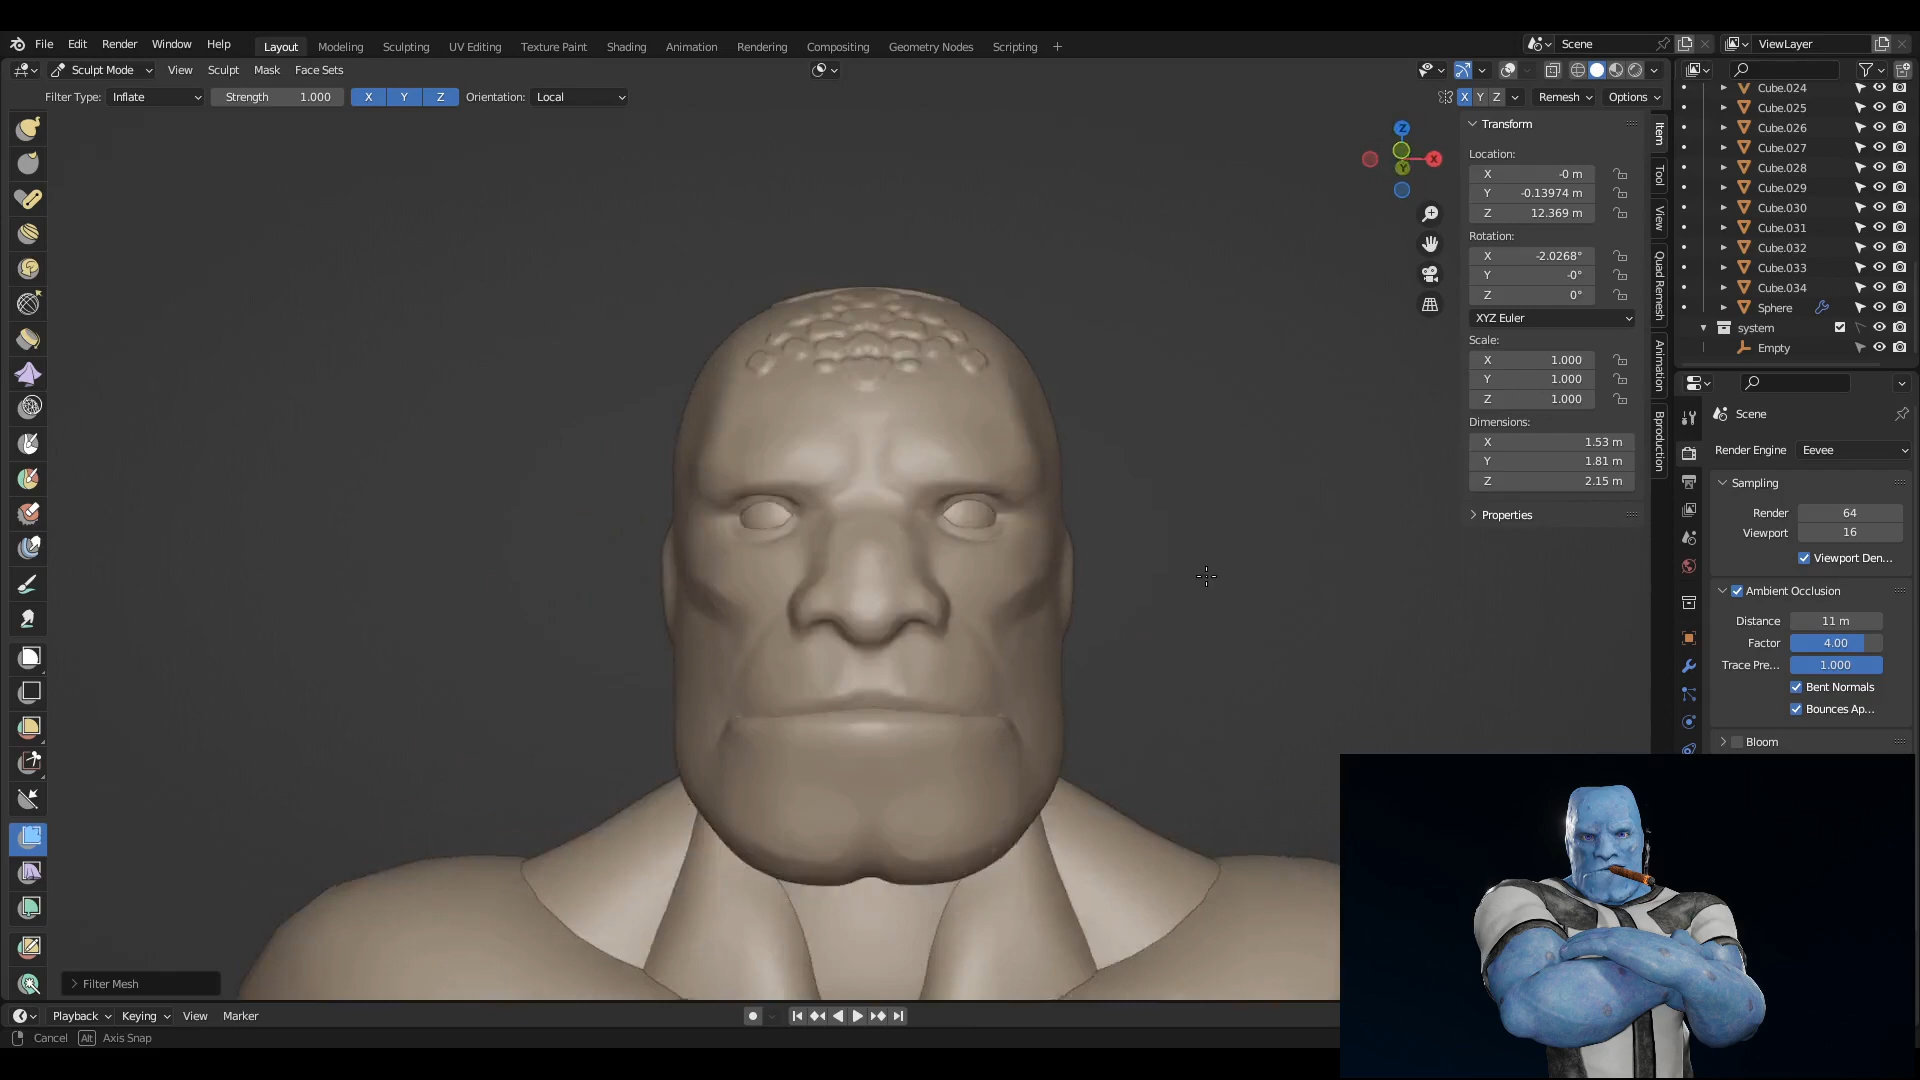 File Edit Render Window Help Layout Modeling Sculpting UV Editing Texture Paint Shading Animation Rendering Compositing Geometry Nodes Scripting + Scene ViewLayer
Sculpt Mode View Sculpt Mask Face Sets
Filter Type: Inflate Strength 1.000 X Y Z Orientation: Local X Y Z Remesh Options
Z
X
Y
Transform
Location:
X -0 m
Y -0.13974 m
Z 12.369 m
Rotation:
X -2.0268°
Y -0°
Z 0°
XYZ Euler
Scale:
X 1.000
Y 1.000
Z 1.000
Dimensions:
X 1.53 m
Y 1.81 m
Z 2.15 m
Properties
Item
Tool
View
Quad Remesh
Animation
Bproduction
Cube.024
Cube.025
Cube.026
Cube.027
Cube.028
Cube.029
Cube.030
Cube.031
Cube.032
Cube.033
Cube.034
Sphere
system
Empty
Scene
Render Engine Eevee
Sampling
Render 64
Viewport 16
Viewport Den...
Ambient Occlusion
Distance 11 m
Factor 4.00
Trace Pre... 1.000
Bent Normals
Bounces Ap...
Bloom
Filter Mesh
Playback Keying View Marker
Cancel Alt Axis Snap